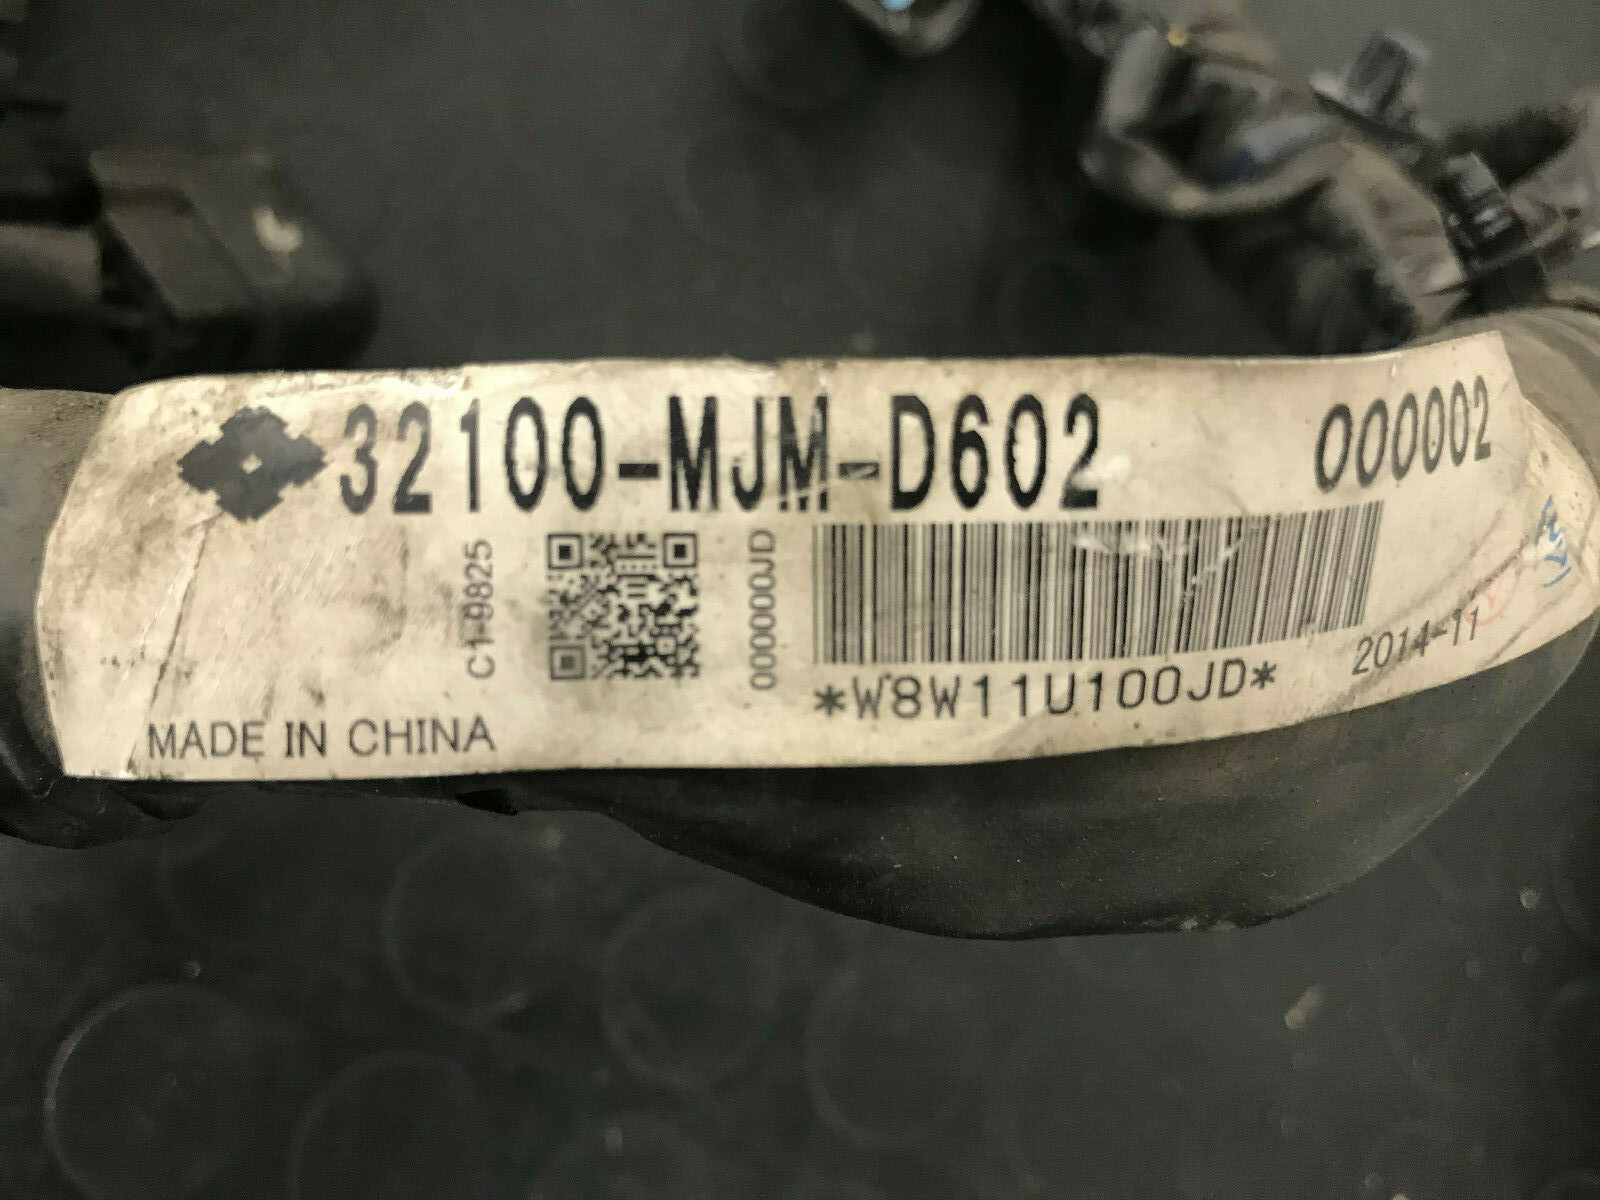 32100-MJM-D602 000002
C1-9825
000000JD
*W8W11U100JD* 2014-11
MADE IN CHINA